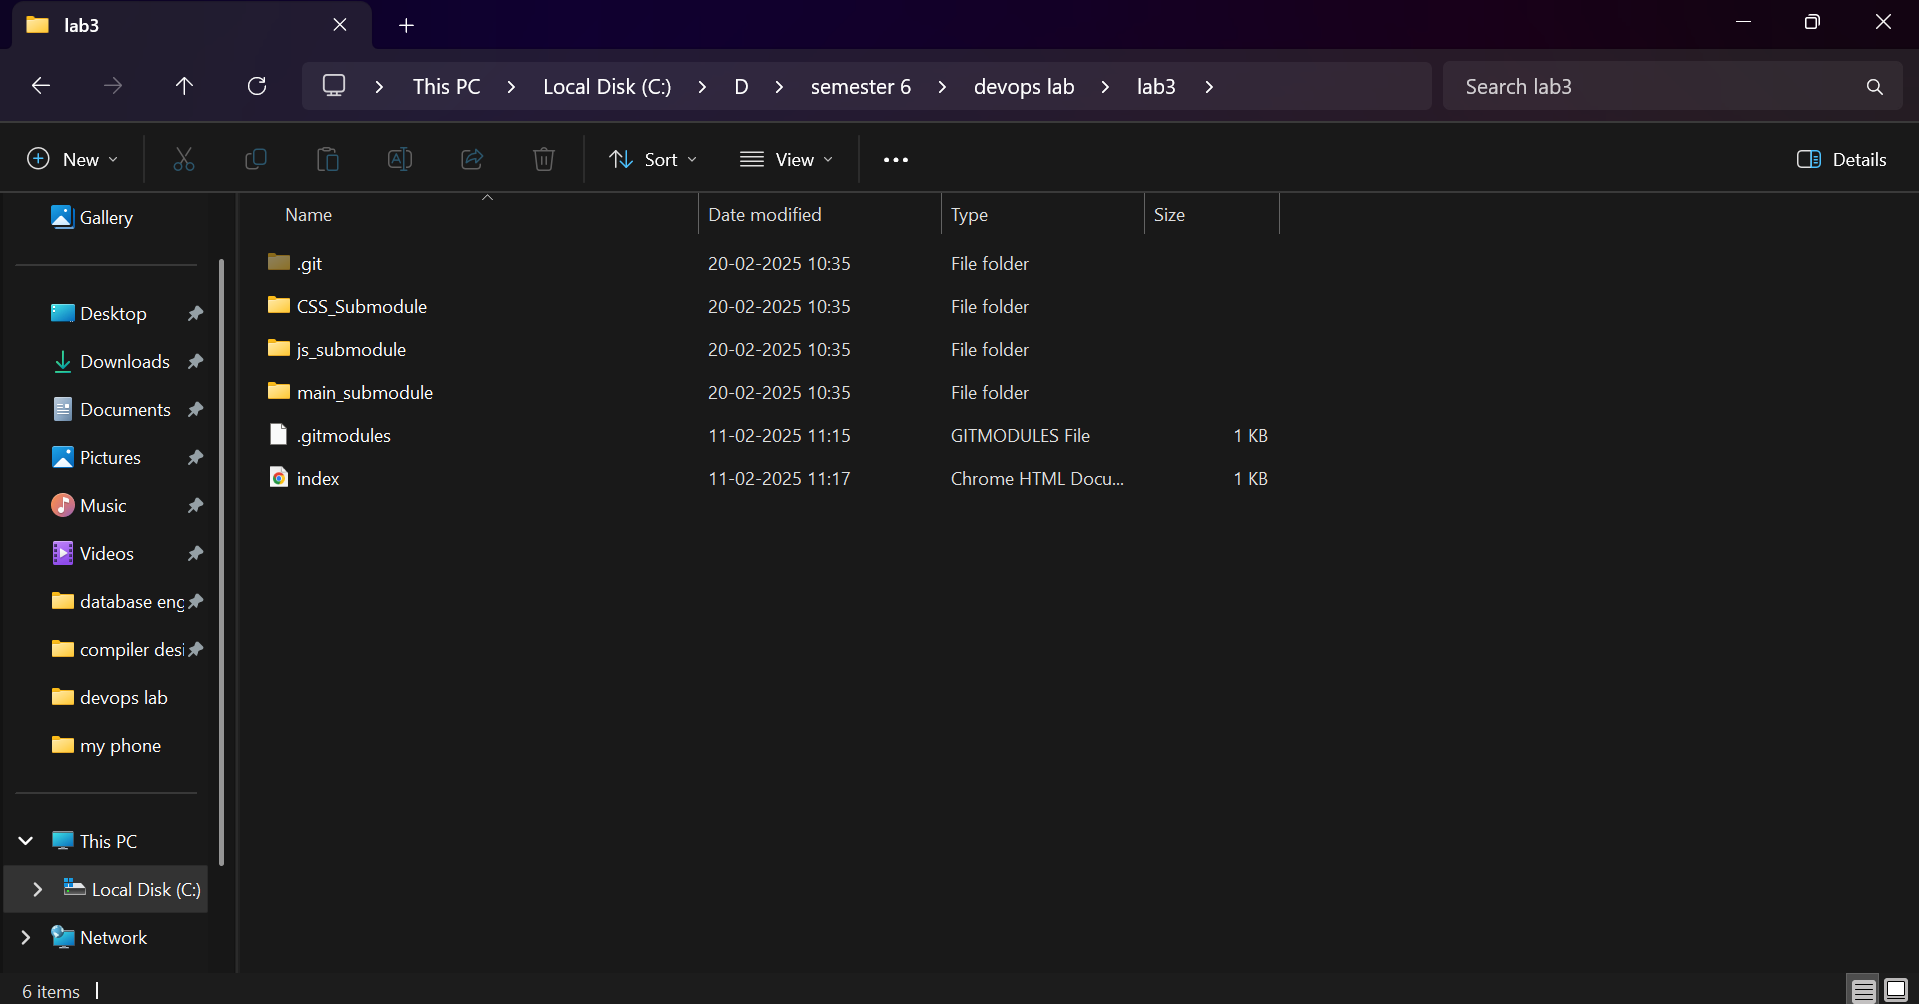 lab3
This PC > Local Disk (C:) > D > semester 6 > devops lab > lab3 >
Search lab3
New
Sort
View
Details
Gallery
Desktop
Downloads
Documents
Pictures
Music
Videos
database eng
compiler desi
devops lab
my phone
This PC
Local Disk (C:)
Network
Name Date modified Type Size
.git 20-02-2025 10:35 File folder
CSS_Submodule 20-02-2025 10:35 File folder
js_submodule 20-02-2025 10:35 File folder
main_submodule 20-02-2025 10:35 File folder
.gitmodules 11-02-2025 11:15 GITMODULES File 1 KB
index 11-02-2025 11:17 Chrome HTML Docu... 1 KB
6 items